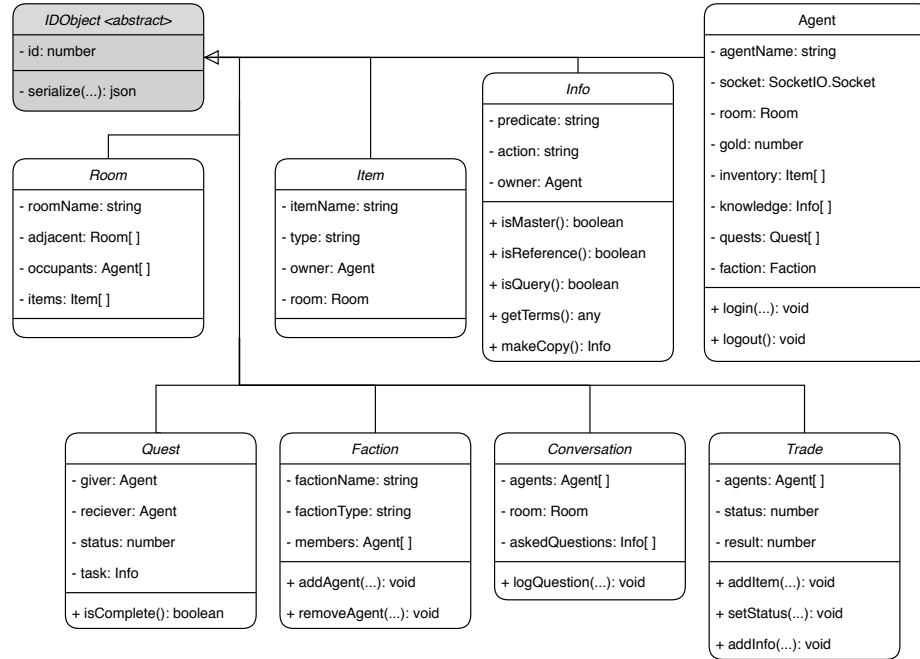 IDObject <abstract>
- id: number
- serialize(...): json
Agent
- agentName: string
- socket: SocketIO.Socket
- room: Room
- gold: number
- inventory: Item[ ]
- knowledge: Info[ ]
- quests: Quest[ ]
- faction: Faction
+ login(...): void
+ logout(): void
Info
- predicate: string
- action: string
- owner: Agent
+ isMaster(): boolean
+ isReference(): boolean
+ isQuery(): boolean
+ getTerms(): any
+ makeCopy(): Info
Room
- roomName: string
- adjacent: Room[ ]
- occupants: Agent[ ]
- items: Item[ ]
Item
- itemName: string
- type: string
- owner: Agent
- room: Room
Quest
- giver: Agent
- reciever: Agent
- status: number
- task: Info
+ isComplete(): boolean
Faction
- factionName: string
- factionType: string
- members: Agent[ ]
+ addAgent(...): void
+ removeAgent(...): void
Conversation
- agents: Agent[ ]
- room: Room
- askedQuestions: Info[ ]
+ logQuestion(...): void
Trade
- agents: Agent[ ]
- status: number
- result: number
+ addItem(...): void
+ setStatus(...): void
+ addInfo(...): void